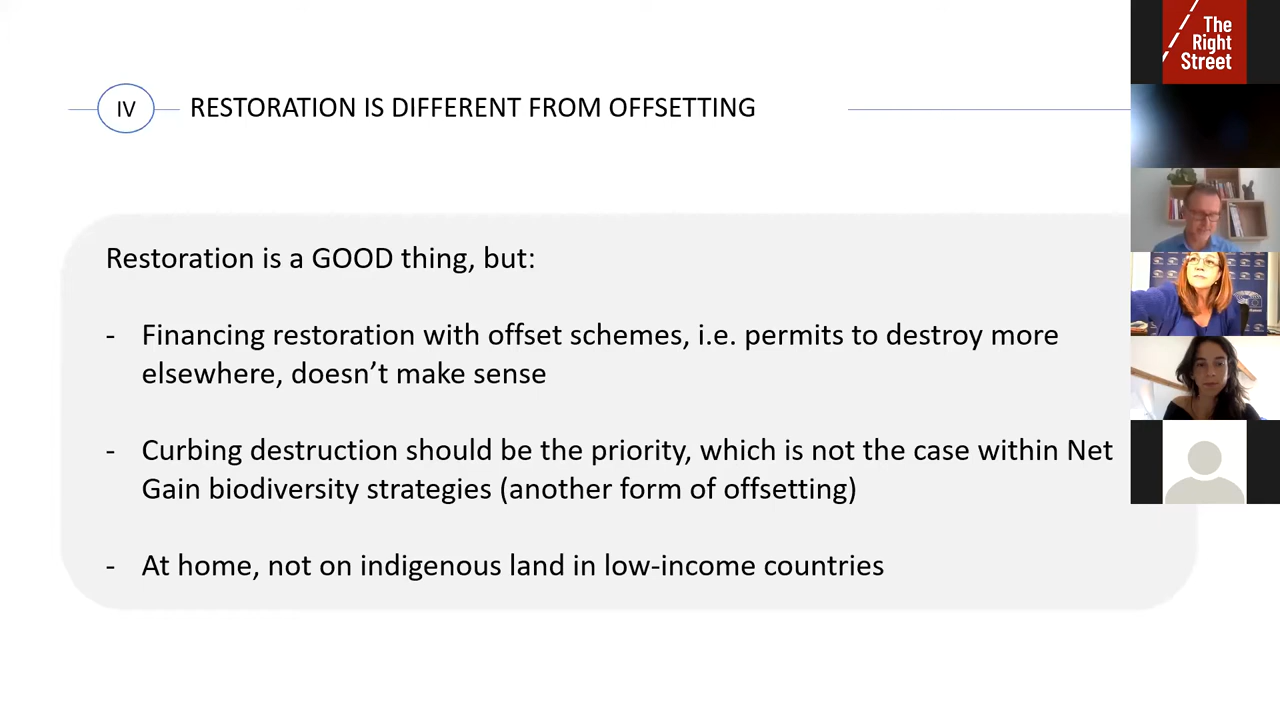 IV
RESTORATION IS DIFFERENT FROM OFFSETTING
Restoration is a GOOD thing, but:
- Financing restoration with offset schemes, i.e. permits to destroy more
elsewhere, doesn’t make sense
- Curbing destruction should be the priority, which is not the case within Net
Gain biodiversity strategies (another form of offsetting)
- At home, not on indigenous land in low-income countries
The
Right
Street